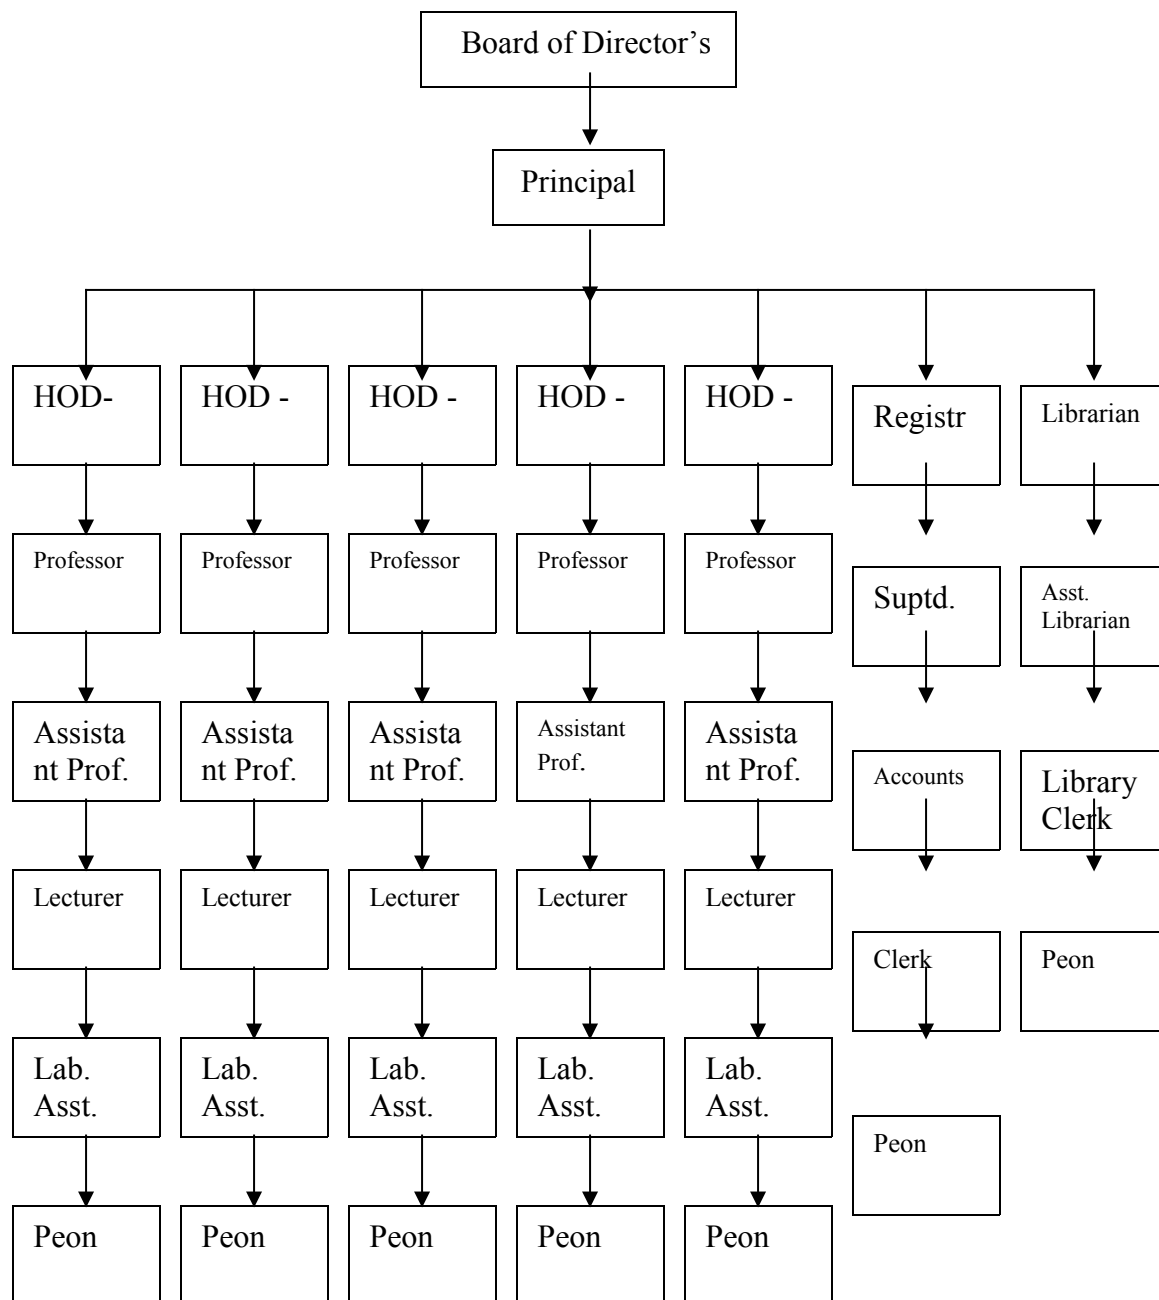 Board of Director’s
Principal
HOD-
HOD -
HOD -
HOD -
HOD -
Registr
Librarian
Professor
Professor
Professor
Professor
Professor
Suptd.
Asst.
Librarian
Assista
nt Prof.
Assista
nt Prof.
Assista
nt Prof.
Assistant
Prof.
Assista
nt Prof.
Accounts
Library
Clerk
Lecturer
Lecturer
Lecturer
Lecturer
Lecturer
Clerk
Peon
Lab.
Asst.
Lab.
Asst.
Lab.
Asst.
Lab.
Asst.
Lab.
Asst.
Peon
Peon
Peon
Peon
Peon
Peon